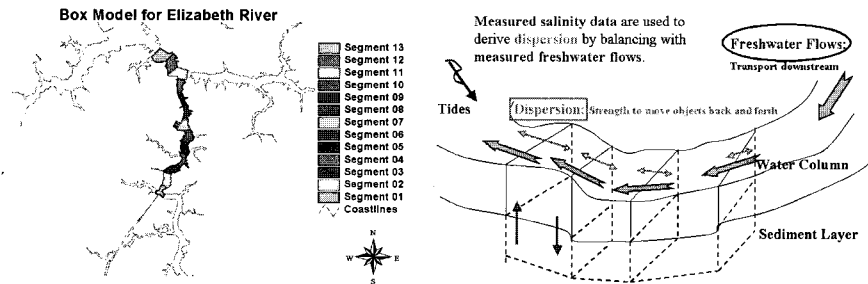 Box Model for Elizabeth River
Segment 13
Segment 12
Segment 11
Segment 10
Segment 09
Segment 08
Segment 07
Segment 06
Segment 05
Segment 04
Segment 03
Segment 02
Segment 01
Coastlines
N
W E
S
Measured salinity data are used to
derive dispersion by balancing with
measured freshwater flows.
Freshwater Flows:
Transport downstream
Tides
Dispersion: Strength to move objects back and forth
Water Column
Sediment Layer